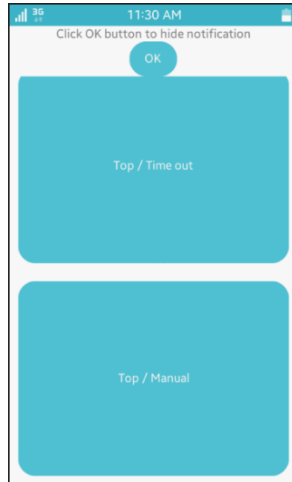 3G
11:30 AM
Click OK button to hide notification
OK
Top / Time out
Top / Manual